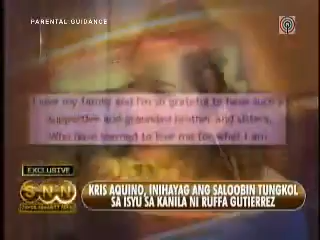 PARENTAL GUIDANCE
I love my family and I'm so grateful to have such a
supportive and grounded brother and sisters,
who have seemed to love me for what I am
EXCLUSIVE
SNN
KRIS AQUINO, INIHAYAG ANG SALOOBIN TUNGKOL
SA ISYU SA KANILA NI RUFFA GUTIERREZ